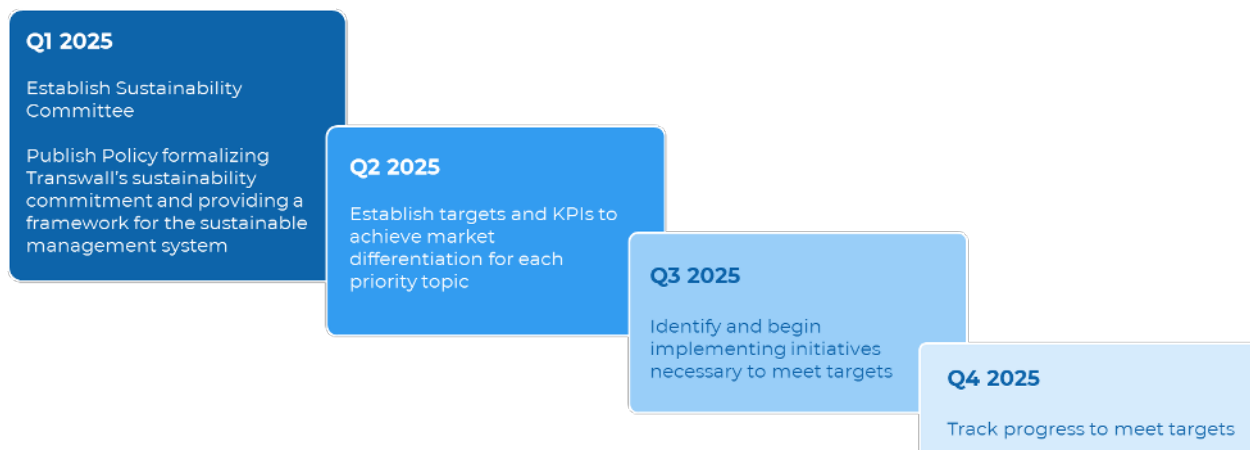 Q1 2025
Establish Sustainability
Committee
Publish Policy formalizing
Transwall's sustainability
commitment and providing a
framework for the sustainable
management system
Q2 2025
Establish targets and KPIs to
achieve market
differentiation for each
priority topic
Q3 2025
Identify and begin
implementing initiatives
necessary to meet targets
Q4 2025
Track progress to meet targets